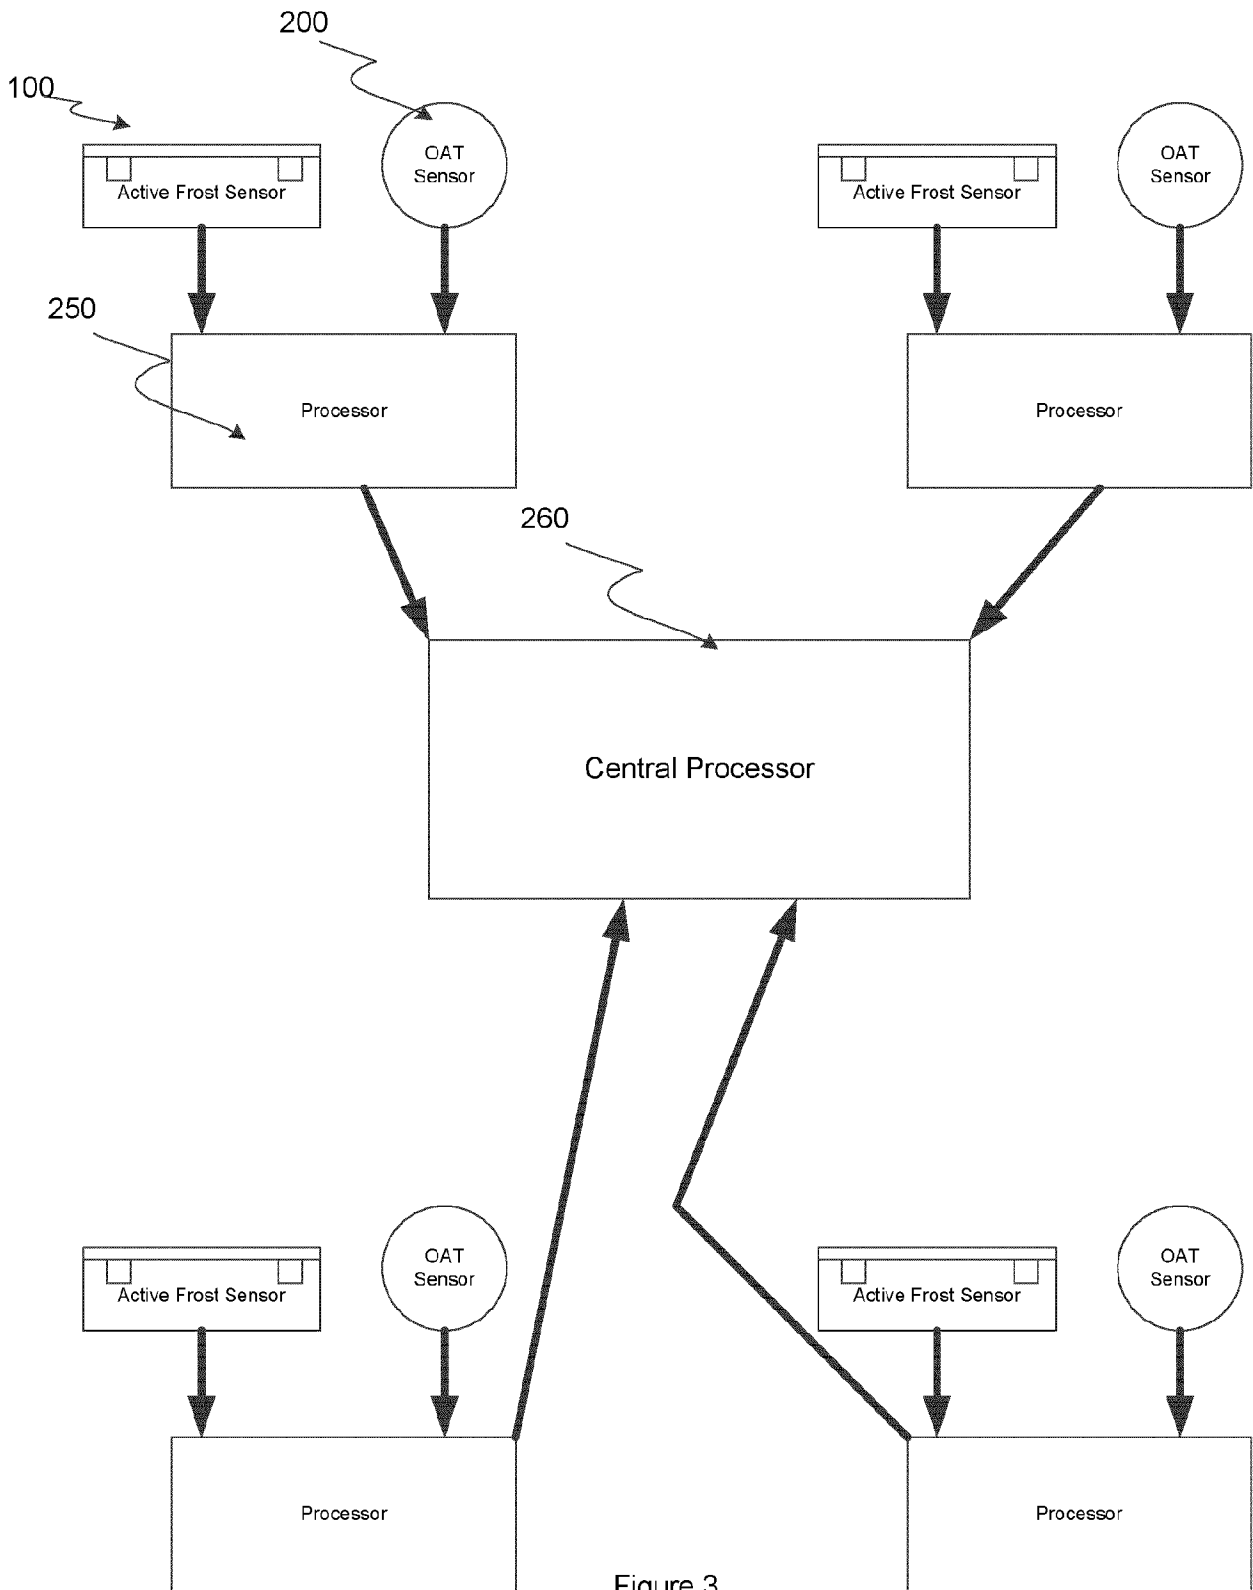 200
100
OAT
Sensor
Active Frost Sensor
OAT
Sensor
Active Frost Sensor
250
Processor
Processor
260
Central Processor
OAT
Sensor
Active Frost Sensor
OAT
Sensor
Active Frost Sensor
Processor
Processor
Figure 3